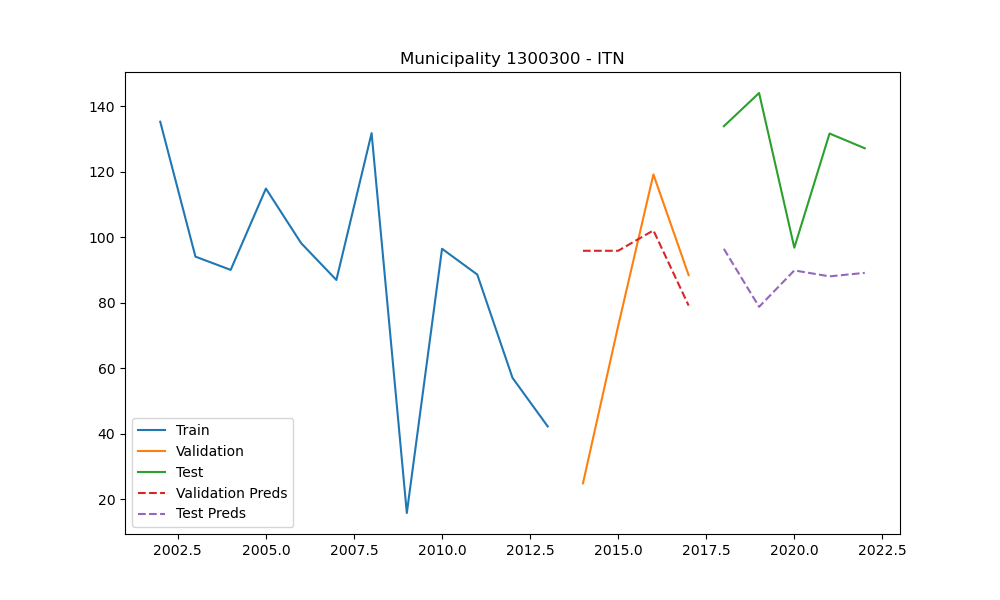 Municipality 1300300 - ITN
140
120
100
80
60
40
20
Train
Validation
Test
Validation Preds
Test Preds
2002.5 2005.0 2007.5 2010.0 2012.5 2015.0 2017.5 2020.0 2022.5